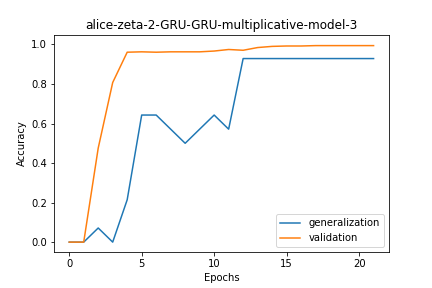 alice-zeta-2-GRU-GRU-multiplicative-model-3
1.0
0.8
0.6
0.4
0.2
0.0
Accuracy
0
5
10
15
20
Epochs
generalization
validation